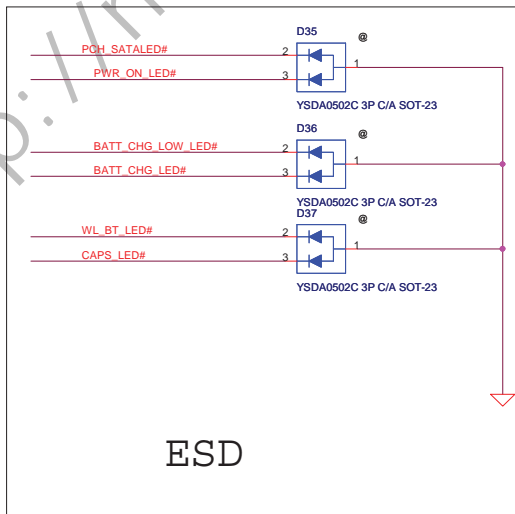 D35
@
PCH_SATALED#
2
1
PWR_ON_LED#
3
YSDA0502C 3P C/A SOT-23
D36
@
BATT_CHG_LOW_LED#
2
1
BATT_CHG_LED#
3
YSDA0502C 3P C/A SOT-23
D37
@
WL_BT_LED#
2
1
CAPS_LED#
3
YSDA0502C 3P C/A SOT-23
ESD